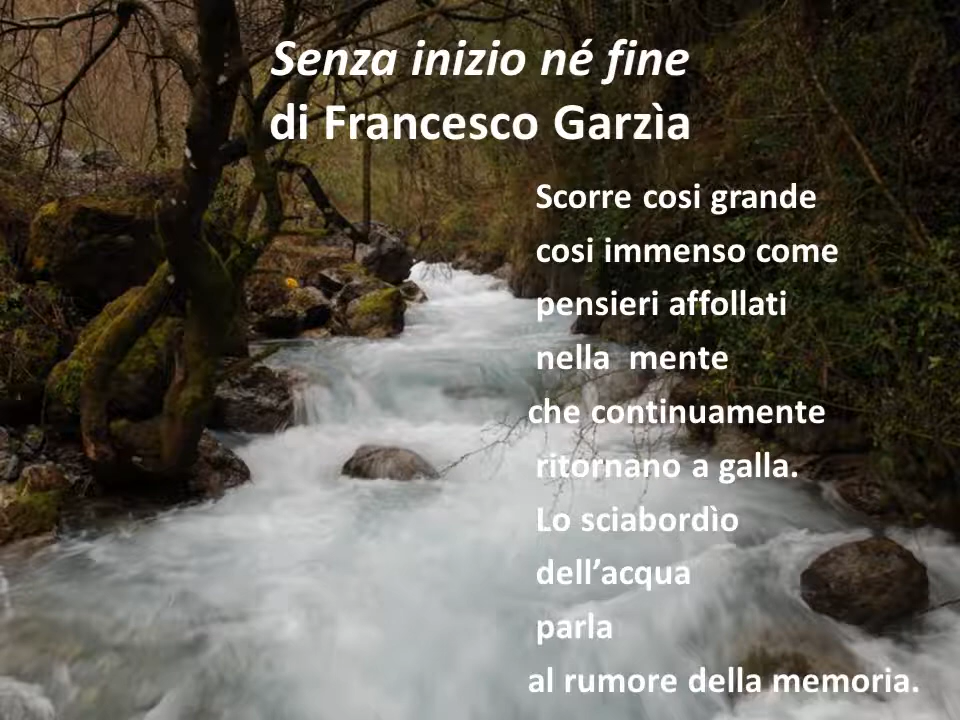 Senza inizio né fine
di Francesco Garzìa
Scorre cosi grande
cosi immenso come
pensieri affollati
nella mente
che continuamente
ritornano a galla.
Lo sciabordìo
dell’acqua
parla
al rumore della memoria.